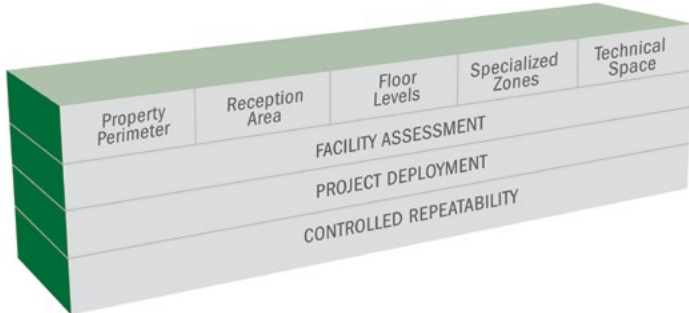 Property
Perimeter
Reception
Area
Floor
Levels
Specialized
Zones
Technical
Space
FACILITY ASSESSMENT
PROJECT DEPLOYMENT
CONTROLLED REPEATABILITY